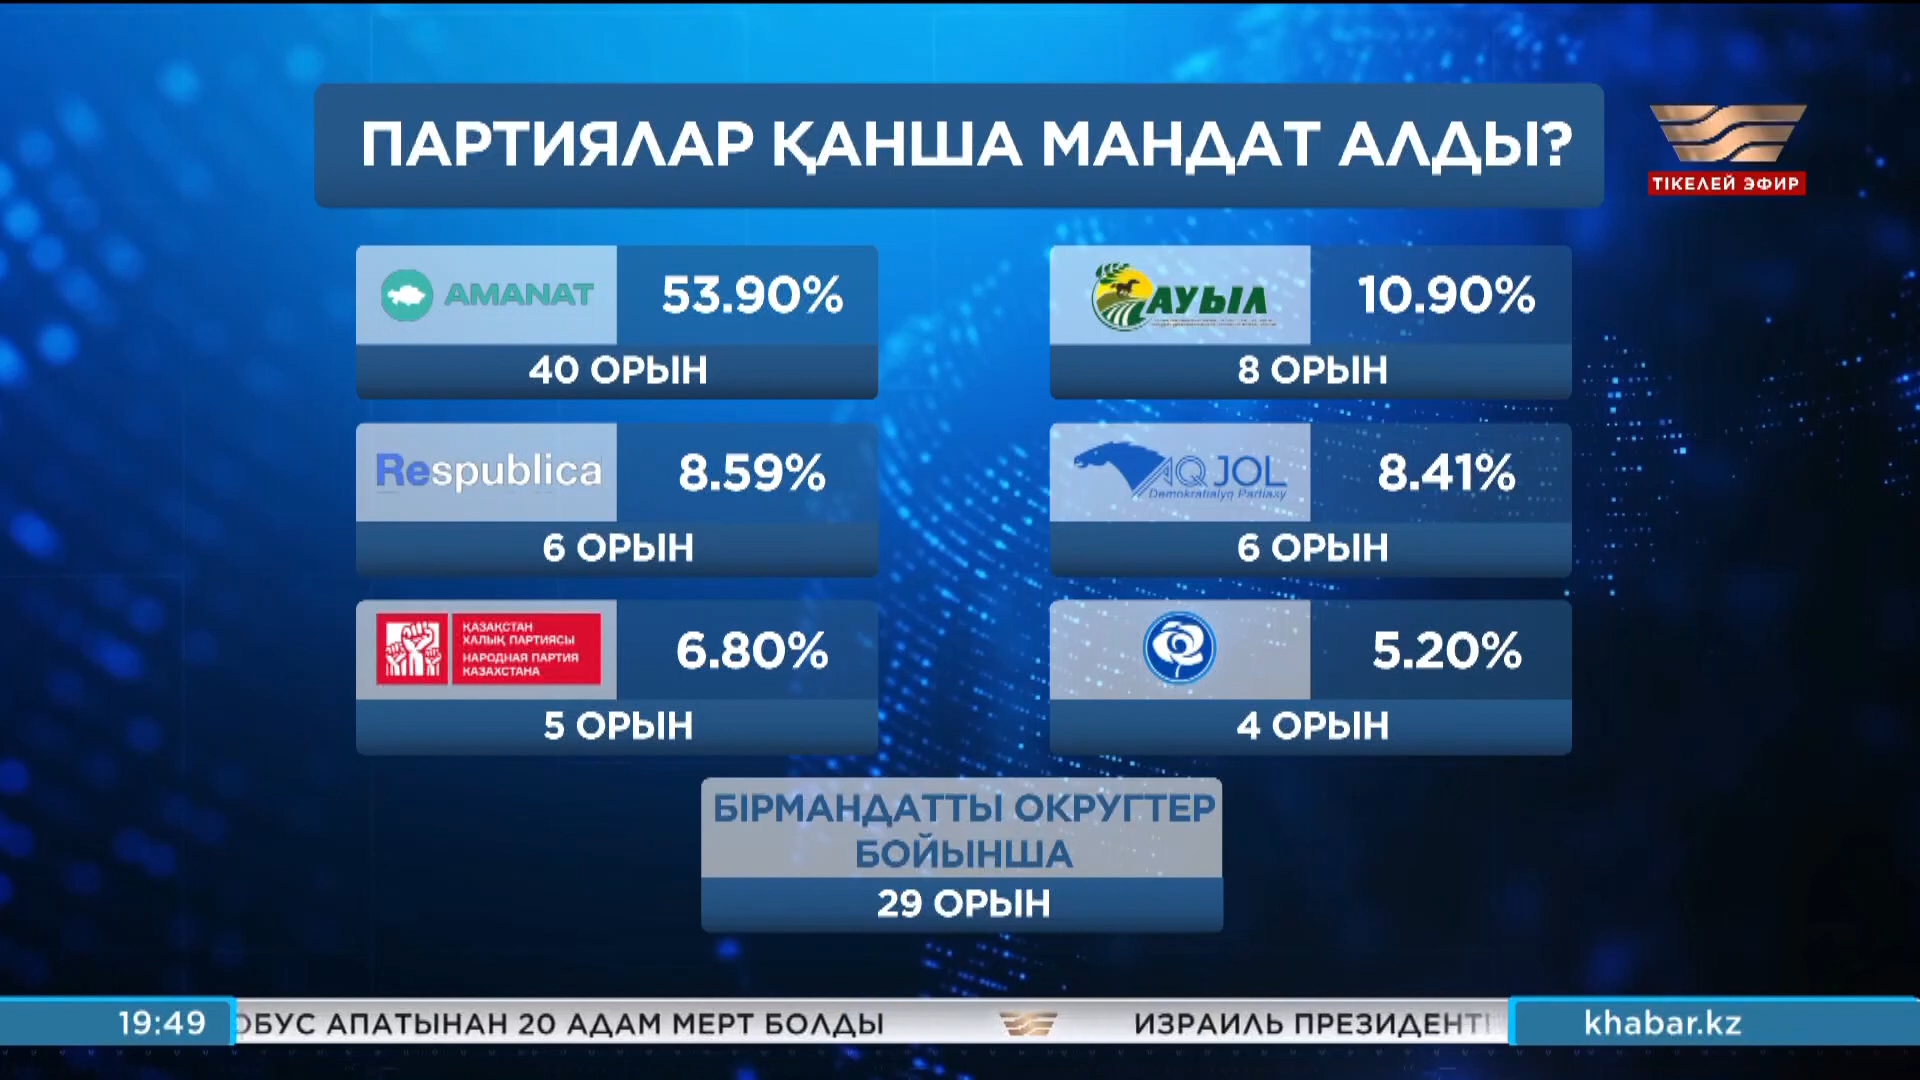 ПАРТИЯЛАР ҚАНША МАНДАТ АЛДЫ?
ТІКЕЛЕЙ ЭФИР
AMANAT
53.90%
40 ОРЫН
АУЫЛ
10.90%
8 ОРЫН
Respublica
8.59%
6 ОРЫН
AQ JOL
Demokratialyq Partiasy
8.41%
6 ОРЫН
ҚАЗАҚСТАН
ХАЛЫҚ ПАРТИЯСЫ
НАРОДНАЯ ПАРТИЯ
КАЗАХСТАНА
6.80%
5 ОРЫН
5.20%
4 ОРЫН
БІРМАНДАТТЫ ОКРУГТЕР
БОЙЫНША
29 ОРЫН
19:49
ОБУС АПАТЫНАН 20 АДАМ МЕРТ БОЛДЫ
ИЗРАИЛЬ ПРЕЗИДЕНТІ
khabar.kz